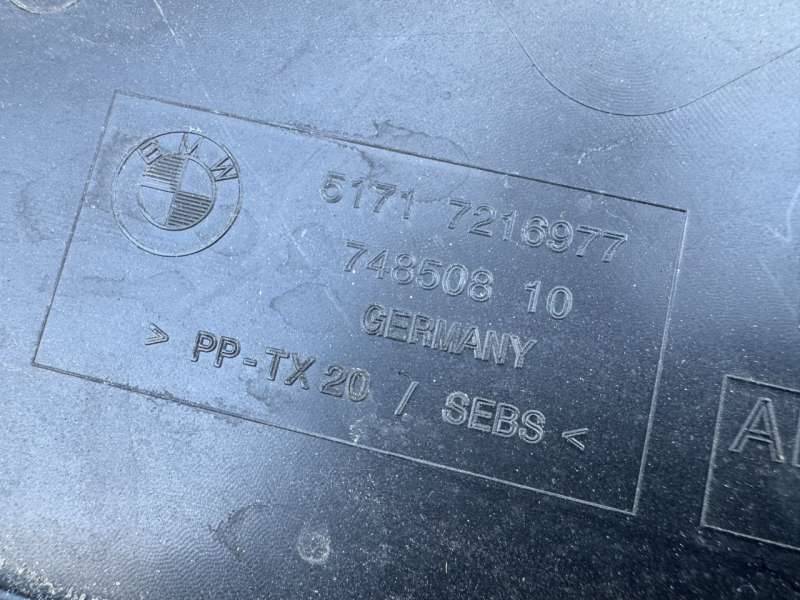 BMW
5171 7216977
748508 10
GERMANY
> PP-TX20 / SEBS <